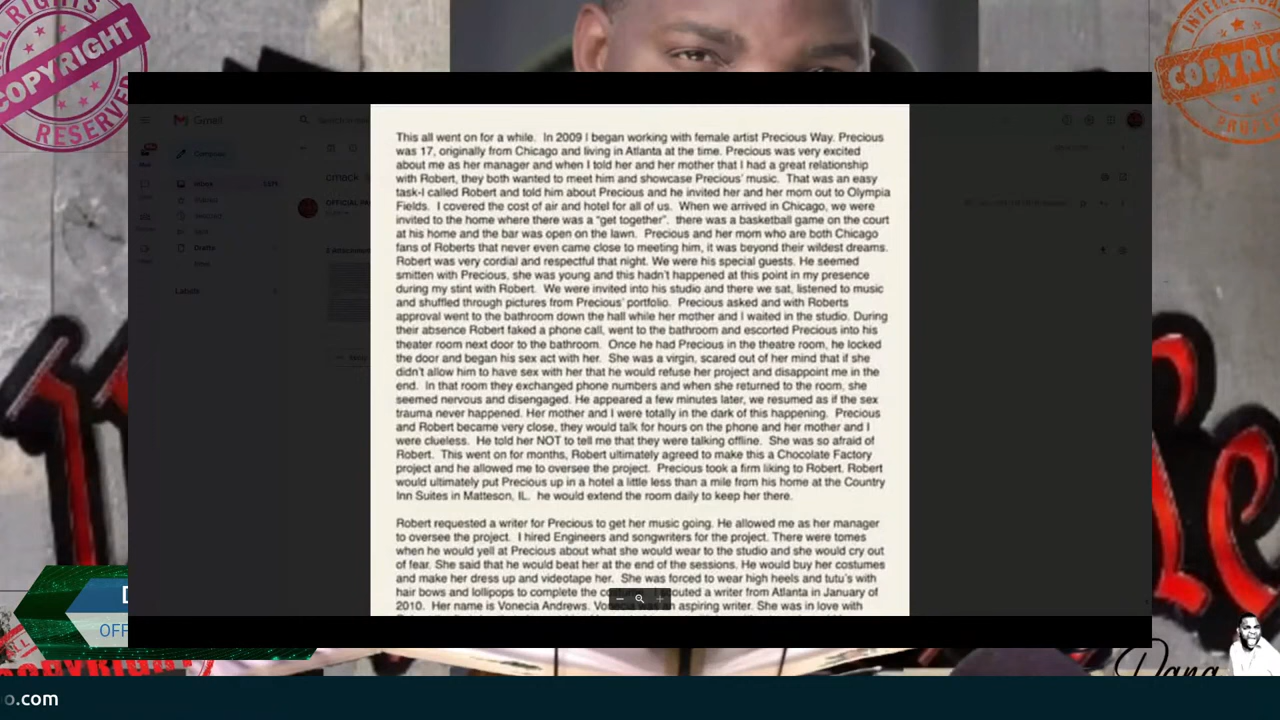 COPYRIGHT
RESERVED
COPYRIG
Gmail
Compose
Inbox
Drafts
Labels
cmack
OFFICIAL
This all went on for a while. In 2009 I began working with female artist Precious Way. Precious
was 17, originally from Chicago and living in Atlanta at the time. Precious was very excited
about me as her manager and when I told her and her mother that I had a great relationship
with Robert, they both wanted to meet him and showcase Precious' music. That was an easy
task-I called Robert and told him about Precious and he invited her and her mom out to Olympia
Fields. I covered the cost of air and hotel for all of us. When we arrived in Chicago, we were
invited to the home where there was a "get together". there was a basketball game on the court
at his home and the bar was open on the lawn. Precious and her mom who are both Chicago
fans of Roberts that never even came close to meeting him, it was beyond their wildest dreams.
Robert was very cordial and respectful that night. We were his special guests. He seemed
smitten with Precious, she was young and this hadn't happened at this point in my presence
during my stint with Robert. We were invited into his studio and there we sat, listened to music
and shuffled through pictures from Precious' portfolio. Precious asked and with Roberts
approval went to the bathroom down the hall while her mother and I waited in the studio. During
their absence Robert faked a phone call, went to the bathroom and escorted Precious into his
theater room next door to the bathroom. Once he had Precious in the theatre room, he locked
the door and began his sex act with her. She was a virgin, scared out of her mind that if she
didn't allow him to have sex with her that he would refuse her project and disappoint me in the
end. In that room they exchanged phone numbers and when she returned to the room, she
seemed nervous and disengaged. He appeared a few minutes later, we resumed as if the sex
trauma never happened. Her mother and I were totally in the dark of this happening. Precious
and Robert became very close, they would talk for hours on the phone and her mother and I
were clueless. He told her NOT to tell me that they were talking offline. She was so afraid of
Robert. This went on for months, Robert ultimately agreed to make this a Chocolate Factory
project and he allowed me to oversee the project. Precious took a firm liking to Robert. Robert
would ultimately put Precious up in a hotel a little less than a mile from his home at the Country
Inn Suites in Matteson, IL. he would extend the room daily to keep her there.
Robert requested a writer for Precious to get her music going. He allowed me as her manager
to oversee the project. I hired Engineers and songwriters for the project. There were tomes
when he would yell at Precious about what she would wear to the studio and she would cry out
of fear. She said that he would beat her at the end of the sessions. He would buy her costumes
and make her dress up and videotape her. She was forced to wear high heels and tutu's with
hair bows and lollipops to complete the scouted a writer from Atlanta in January of
2010. Her name is Vonecia Andrews. Vonecia was an aspiring writer. She was in love with
D
OFF
Dana
o.com